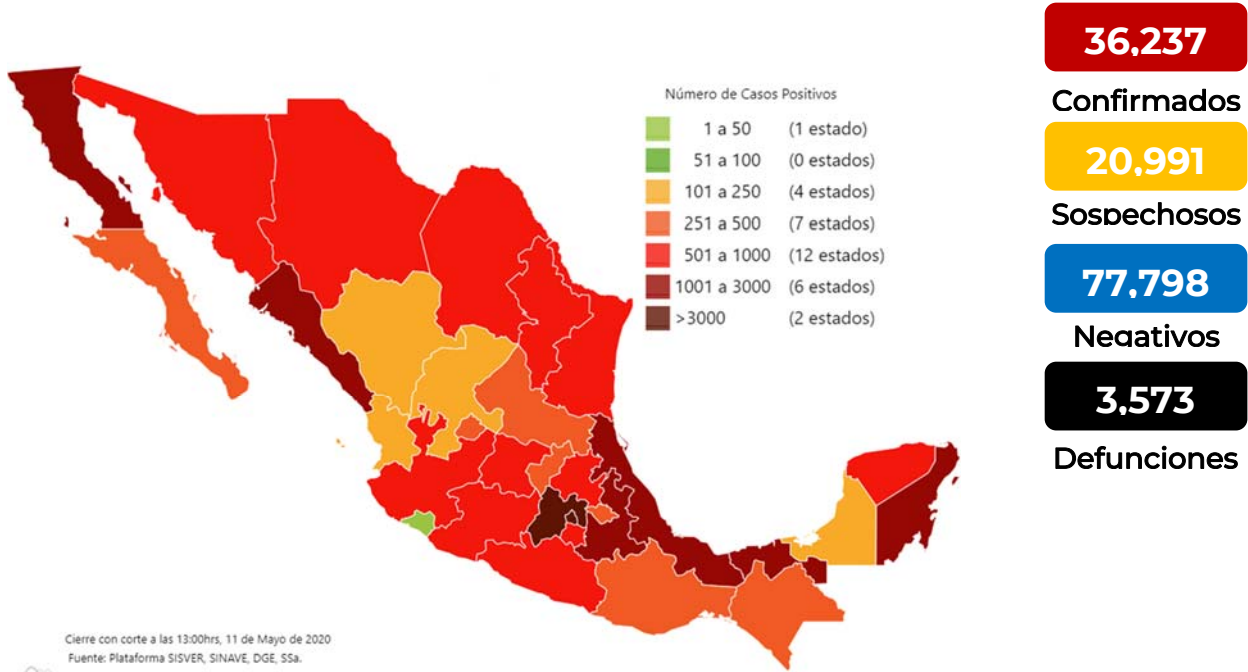 36,237
Confirmados
20,991
Sospechosos
77,798
Negativos
3,573
Defunciones
Número de Casos Positivos
1 a 50 (1 estado)
51 a 100 (0 estados)
101 a 250 (4 estados)
251 a 500 (7 estados)
501 a 1000 (12 estados)
1001 a 3000 (6 estados)
>3000 (2 estados)
Cierre con corte a las 13:00hrs, 11 de Mayo de 2020
Fuente: Plataforma SISVER, SINAVE, DGE, SSa.